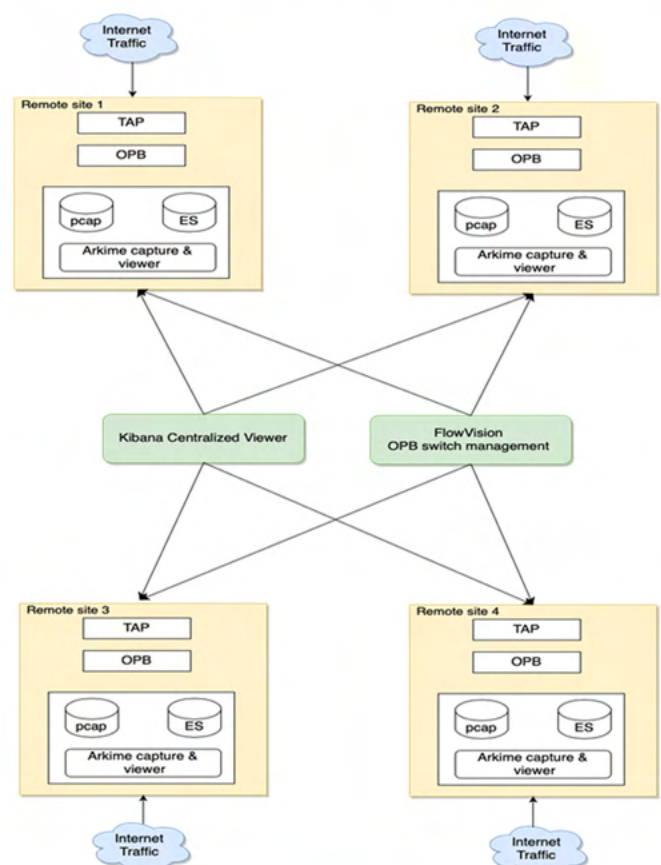 Internet
Traffic
Internet
Traffic
Remote site 1
TAP
OPB
pcap
ES
Arkime capture &
viewer
Remote site 2
TAP
OPB
pcap
ES
Arkime capture &
viewer
Kibana Centralized Viewer
FlowVision
OPB switch management
Remote site 3
TAP
OPB
pcap
ES
Arkime capture &
viewer
Remote site 4
TAP
OPB
pcap
ES
Arkime capture &
viewer
Internet
Traffic
Internet
Traffic